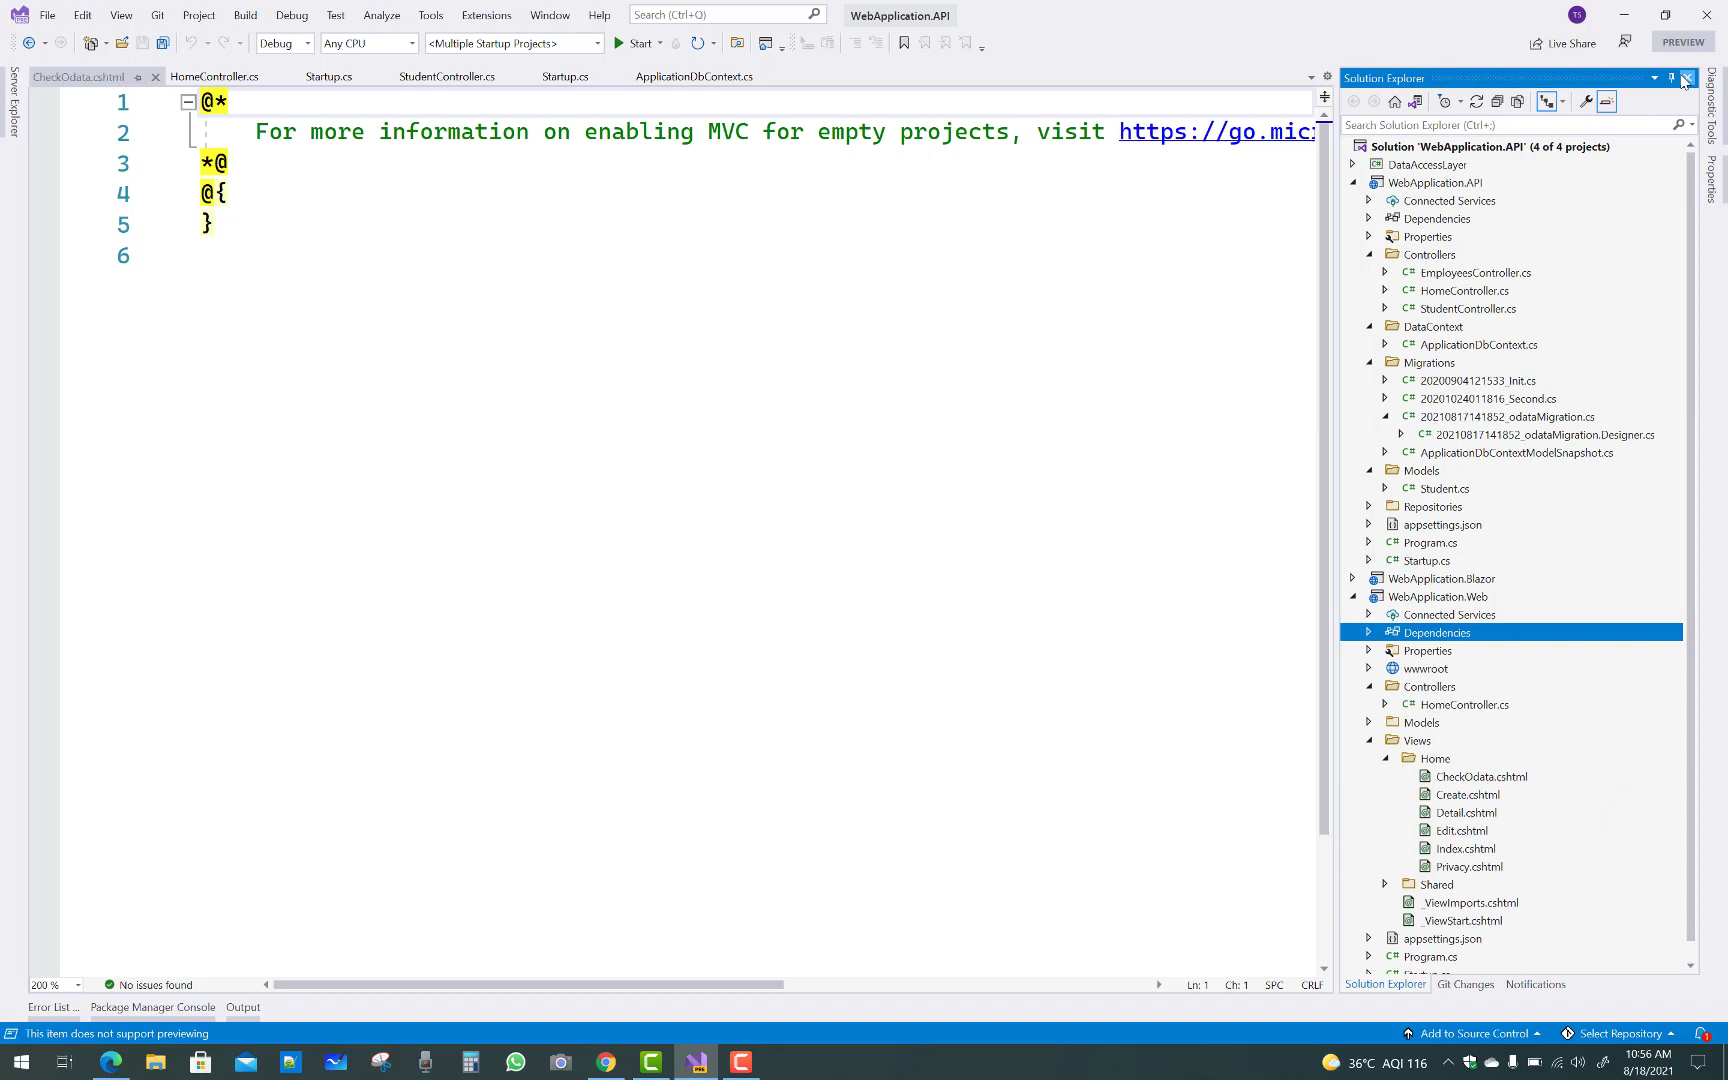 File Edit View Git Project Build Debug Test Analyze Tools Extensions Window Help Search (Ctrl+Q) WebApplication.API TS
Debug Any CPU <Multiple Startup Projects> Start Live Share PREVIEW
CheckOdata.cshtml HomeController.cs Startup.cs StudentController.cs Startup.cs ApplicationDbContext.cs
Server Explorer
1 @*
2 For more information on enabling MVC for empty projects, visit https://go.mic
3 *@
4 @{
5 }
6
200 % No issues found Ln: 1 Ch: 1 SPC CRLF
Solution Explorer
Search Solution Explorer (Ctrl+;)
Solution 'WebApplication.API' (4 of 4 projects)
DataAccessLayer
WebApplication.API
Connected Services
Dependencies
Properties
Controllers
C# EmployeesController.cs
C# HomeController.cs
C# StudentController.cs
DataContext
C# ApplicationDbContext.cs
Migrations
C# 20200904121533_Init.cs
C# 20201024011816_Second.cs
C# 20210817141852_odataMigration.cs
C# 20210817141852_odataMigration.Designer.cs
C# ApplicationDbContextModelSnapshot.cs
Models
C# Student.cs
Repositories
appsettings.json
C# Program.cs
C# Startup.cs
WebApplication.Blazor
WebApplication.Web
Connected Services
Dependencies
Properties
wwwroot
Controllers
C# HomeController.cs
Models
Views
Home
CheckOdata.cshtml
Create.cshtml
Detail.cshtml
Edit.cshtml
Index.cshtml
Privacy.cshtml
Shared
_ViewImports.cshtml
_ViewStart.cshtml
appsettings.json
C# Program.cs
Solution Explorer Git Changes Notifications
Diagnostic Tools
Properties
Error List ... Package Manager Console Output
This item does not support previewing Add to Source Control Select Repository 1
36°C AQI 116 10:56 AM
8/18/2021